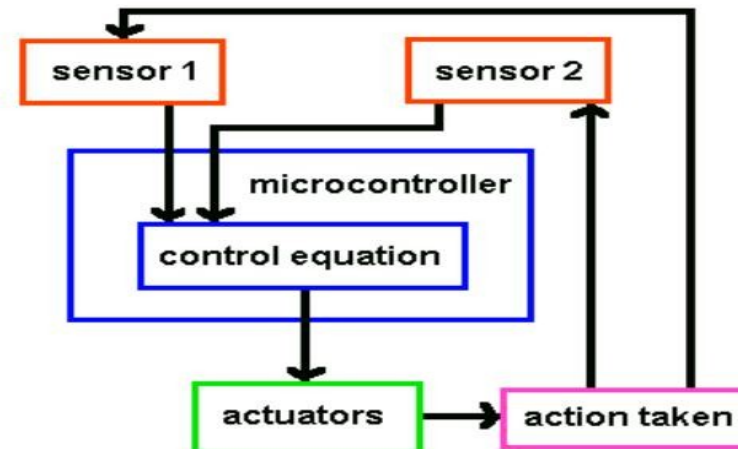 sensor 1
sensor 2
microcontroller
control equation
actuators
action taken